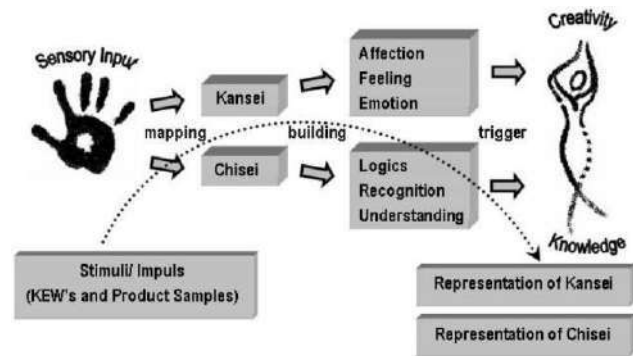 Sensory Input
Creativity
Kansei
Affection
Feeling
Emotion
mapping
building
trigger
Chisei
Logics
Recognition
Understanding
Knowledge
Stimuli/ Impuls
(KEW's and Product Samples)
Representation of Kansei
Representation of Chisei